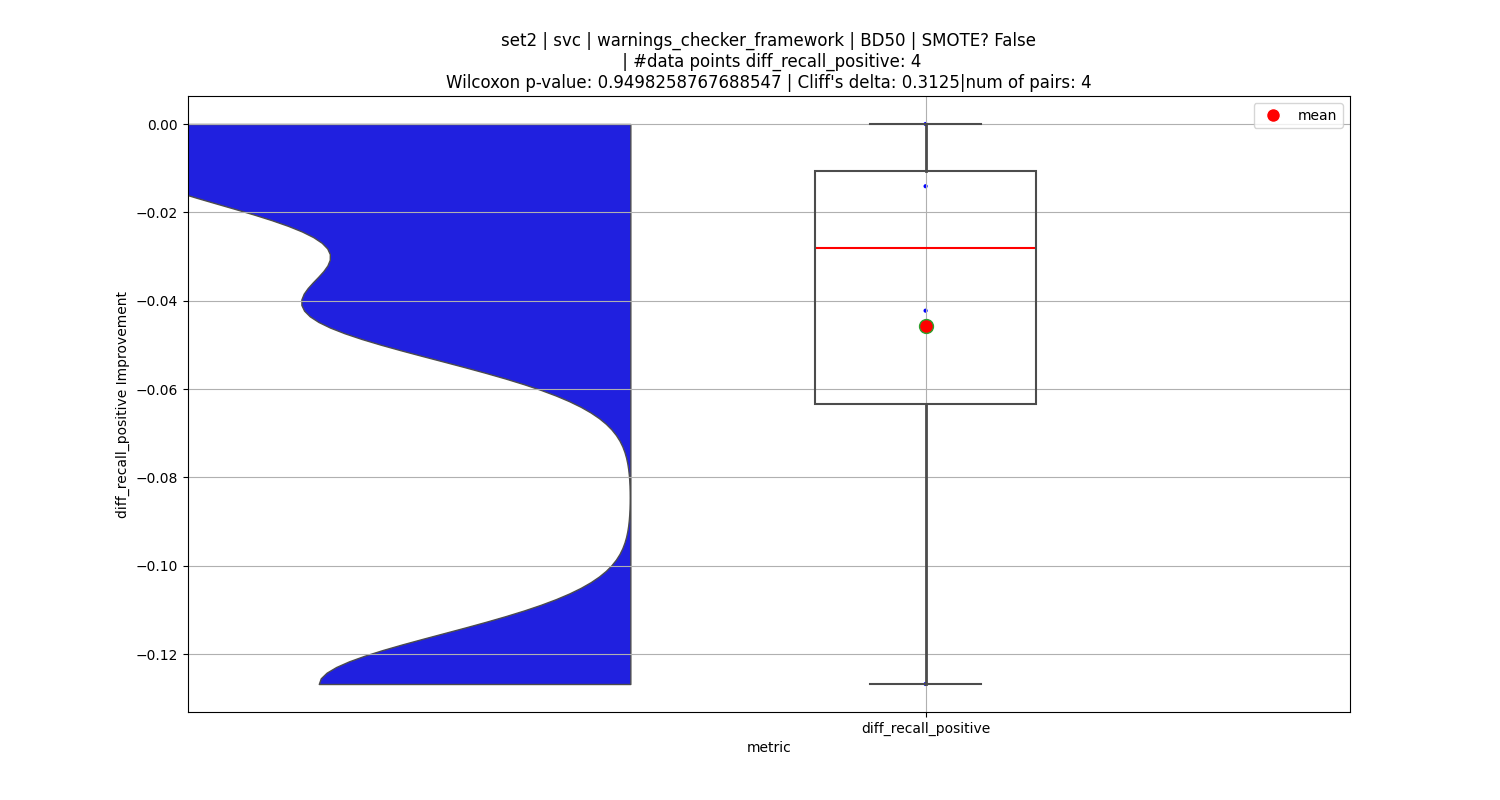 set2 | svc | warnings_checker_framework | BD50 | SMOTE? False
| #data points diff_recall_positive: 4
Wilcoxon p-value: 0.9498258767688547 | Cliff's delta: 0.3125|num of pairs: 4
mean
0.00
−0.02
−0.04
−0.06
−0.08
−0.10
−0.12
diff_recall_positive Improvement
diff_recall_positive
metric